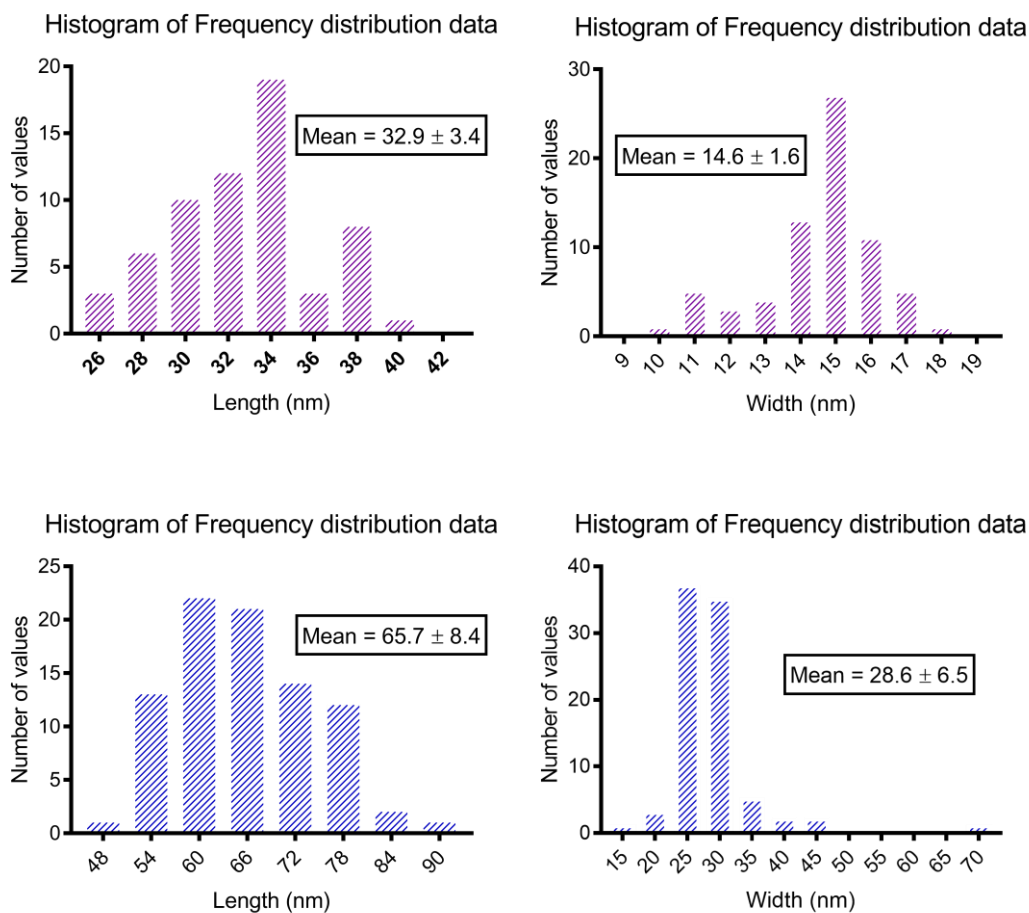 Histogram of Frequency distribution data
20
15
10
5
0
Number of values
Mean = 32.9 ± 3.4
26 28 30 32 34 36 38 40 42
Length (nm)
Histogram of Frequency distribution data
30
20
10
0
Number of values
Mean = 14.6 ± 1.6
9 10 11 12 13 14 15 16 17 18 19
Width (nm)
Histogram of Frequency distribution data
25
20
15
10
5
0
Number of values
Mean = 65.7 ± 8.4
48 54 60 66 72 78 84 90
Length (nm)
Histogram of Frequency distribution data
40
30
20
10
0
Number of values
Mean = 28.6 ± 6.5
15 20 25 30 35 40 45 50 55 60 65 70
Width (nm)